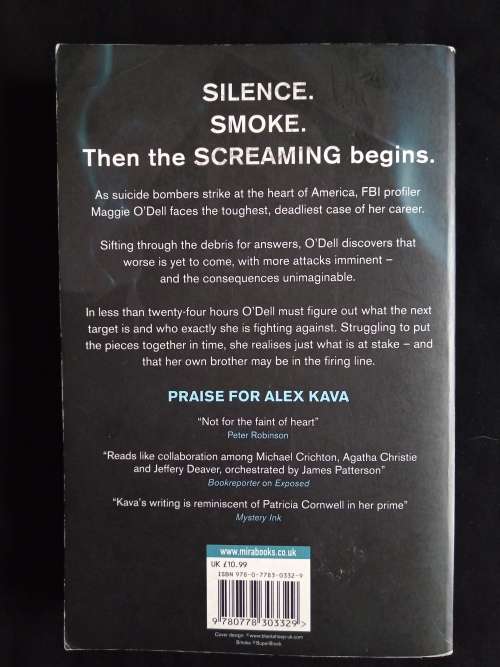 SILENCE.
SMOKE.
Then the SCREAMING begins.
As suicide bombers strike at the heart of America, FBI profiler
Maggie O'Dell faces the toughest, deadliest case of her career.
Sifting through the debris for answers, O'Dell discovers that
worse is yet to come, with more attacks imminent –
and the consequences unimaginable.
In less than twenty-four hours O'Dell must figure out what the next
target is and who exactly she is fighting against. Struggling to put
the pieces together in time, she realises just what is at stake – and
that her own brother may be in the firing line.
PRAISE FOR ALEX KAVA
“Not for the faint of heart”
Peter Robinson
“Reads like collaboration among Michael Crichton, Agatha Christie
and Jeffery Deaver, orchestrated by James Patterson”
Bookreporter on Exposed
“Kava's writing is reminiscent of Patricia Cornwell in her prime”
Mystery Ink
www.mirabooks.co.uk
UK £10.99
ISBN 978-0-7783-0332-9
9 780778 303329 >
Cover design:
Smoke ©SuperStock